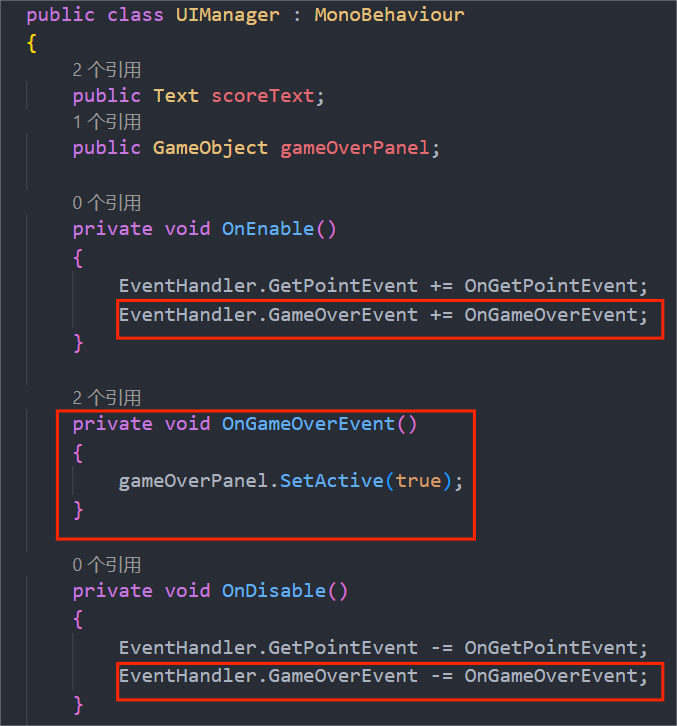 public class UIManager : MonoBehaviour
{
2 个引用
public Text scoreText;
1 个引用
public GameObject gameOverPanel;
0 个引用
private void OnEnable()
{
EventHandler.GetPointEvent += OnGetPointEvent;
EventHandler.GameOverEvent += OnGameOverEvent;
}
2 个引用
private void OnGameOverEvent()
{
gameOverPanel.SetActive(true);
}
0 个引用
private void OnDisable()
{
EventHandler.GetPointEvent -= OnGetPointEvent;
EventHandler.GameOverEvent -= OnGameOverEvent;
}